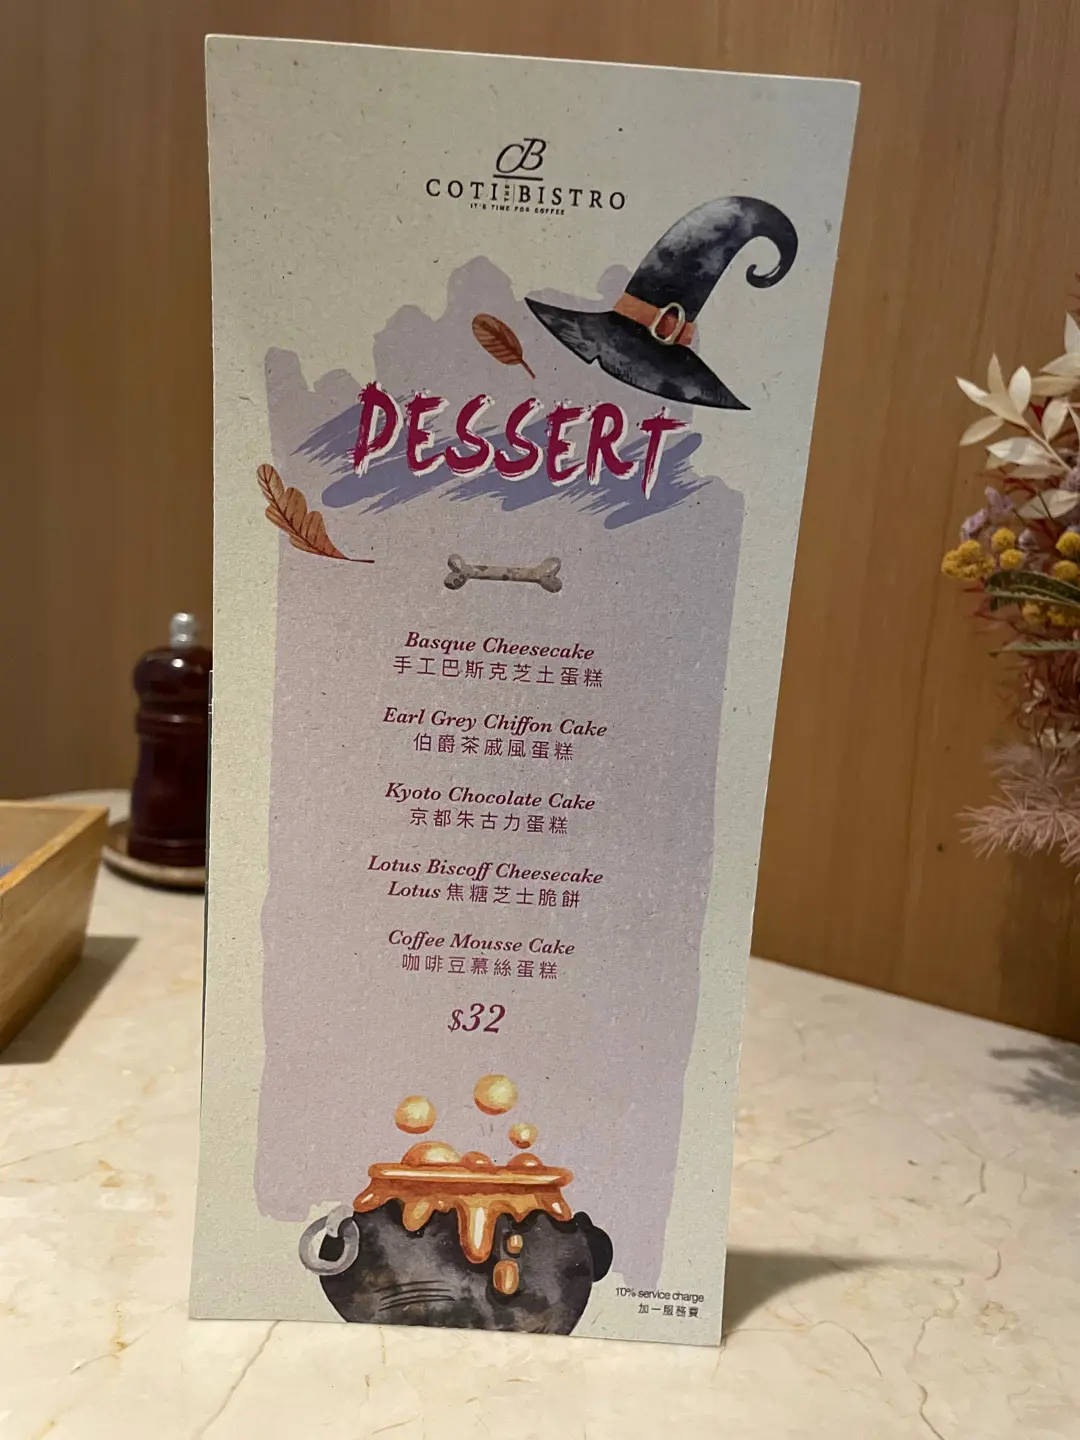 CB
COTI BISTRO
IT'S TIME FOR COFFEE
DESSERT
Basque Cheesecake
手工巴斯克芝士蛋糕
Earl Grey Chiffon Cake
伯爵茶戚風蛋糕
Kyoto Chocolate Cake
京都朱古力蛋糕
Lotus Biscoff Cheesecake
Lotus 焦糖芝士脆餅
Coffee Mousse Cake
咖啡豆慕絲蛋糕
$32
10% service charge
加一服務費